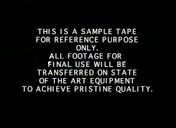 THIS IS A SAMPLE TAPE
FOR REFERENCE PURPOSE
ONLY.
ALL FOOTAGE FOR
FINAL USE WILL BE
TRANSFERRED ON STATE
OF THE ART EQUIPMENT
TO ACHIEVE PRISTINE QUALITY.